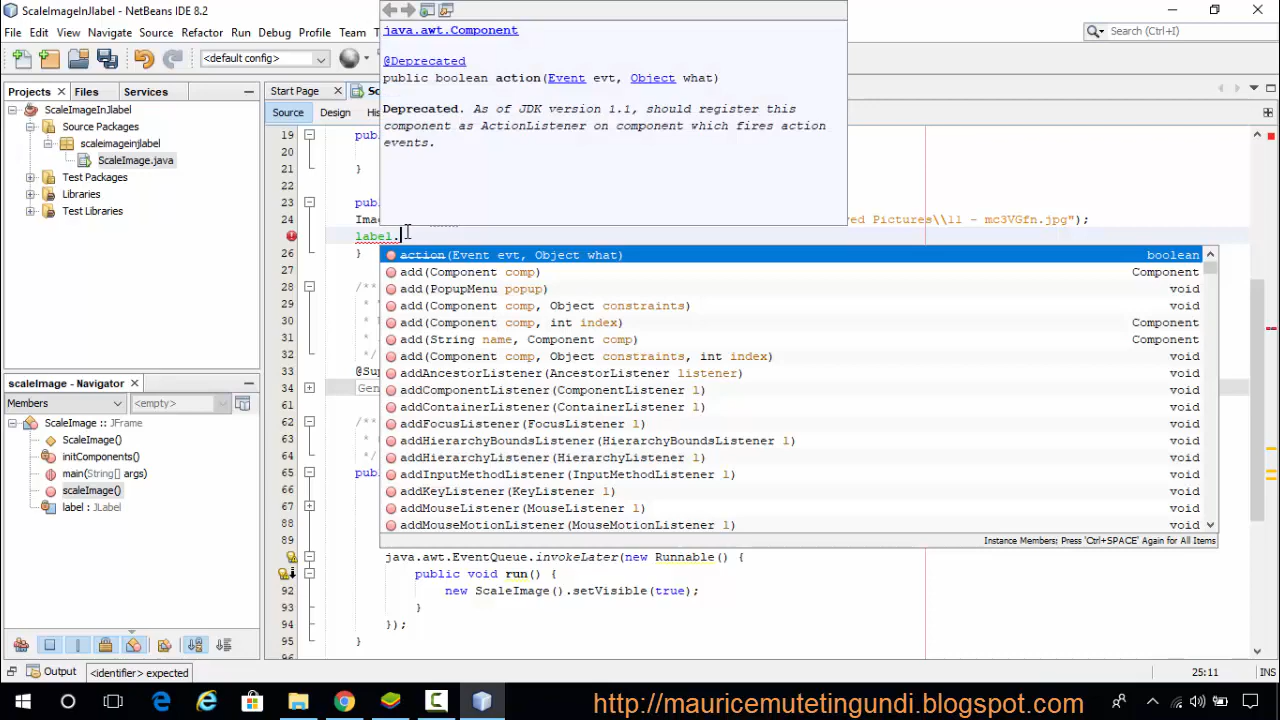 ScaleImageInJlabel - NetBeans IDE 8.2
File Edit View Navigate Source Refactor Run Debug Profile Team
Search (Ctrl+I)
<default config>
java.awt.Component
@Deprecated
public boolean action(Event evt, Object what)
Deprecated. As of JDK version 1.1, should register this
component as ActionListener on component which fires action
events.
Projects Files Services
ScaleImageInJlabel
Source Packages
scaleimageinjlabel
ScaleImage.java
Test Packages
Libraries
Test Libraries
Start Page
Source Design
19
20
21 }
22
23
24 ed Pictures\\11 - mc3VGfn.jpg");
label.
26 }
27
28 /**
29
30
31
32 */
33
34
61
62 /**
63
64 */
65
66
67
88
89
java.awt.EventQueue.invokeLater(new Runnable() {
public void run() {
92 new ScaleImage().setVisible(true);
93 }
94 });
95 }
96
action(Event evt, Object what) boolean
add(Component comp) Component
add(PopupMenu popup) void
add(Component comp, Object constraints) void
add(Component comp, int index) Component
add(String name, Component comp) Component
add(Component comp, Object constraints, int index) void
addAncestorListener(AncestorListener listener) void
addComponentListener(ComponentListener l) void
addContainerListener(ContainerListener l) void
addFocusListener(FocusListener l) void
addHierarchyBoundsListener(HierarchyBoundsListener l) void
addHierarchyListener(HierarchyListener l) void
addInputMethodListener(InputMethodListener l) void
addKeyListener(KeyListener l) void
addMouseListener(MouseListener l) void
addMouseMotionListener(MouseMotionListener l) void
Instance Members; Press 'Ctrl+SPACE' Again for All Items
scaleImage - Navigator
Members <empty>
ScaleImage :: JFrame
ScaleImage()
initComponents()
main(String[] args)
scaleImage()
label : JLabel
Output <identifier> expected 25:11 INS
http://mauricemutetingundi.blogspot.com